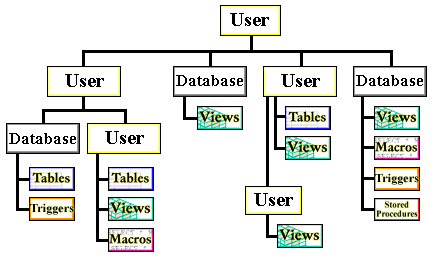 User
User
Database
User
Database
Database
User
Views
Tables
Views
Views
Macros
Tables
Triggers
Tables
Views
Macros
User
Triggers
Stored
Procedures
Views